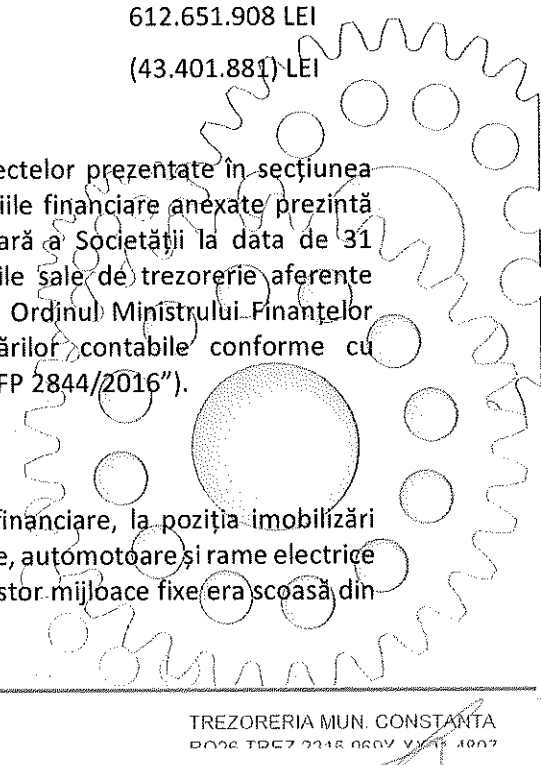 612.651.908 LEI
(43.401.881) LEI
ectelor prezentate în secțiunea
iile financiare anexate prezintă
ară a Societății la data de 31
ile sale de trezorerie aferente
Ordinul Ministrului Finanțelor
ărilor contabile conforme cu
FP 2844/2016”).
financiare, la poziția imobilizări
e, automotoare și rame electrice
stor mijloace fixe era scoasă din
TREZORERIA MUN. CONSTANȚA